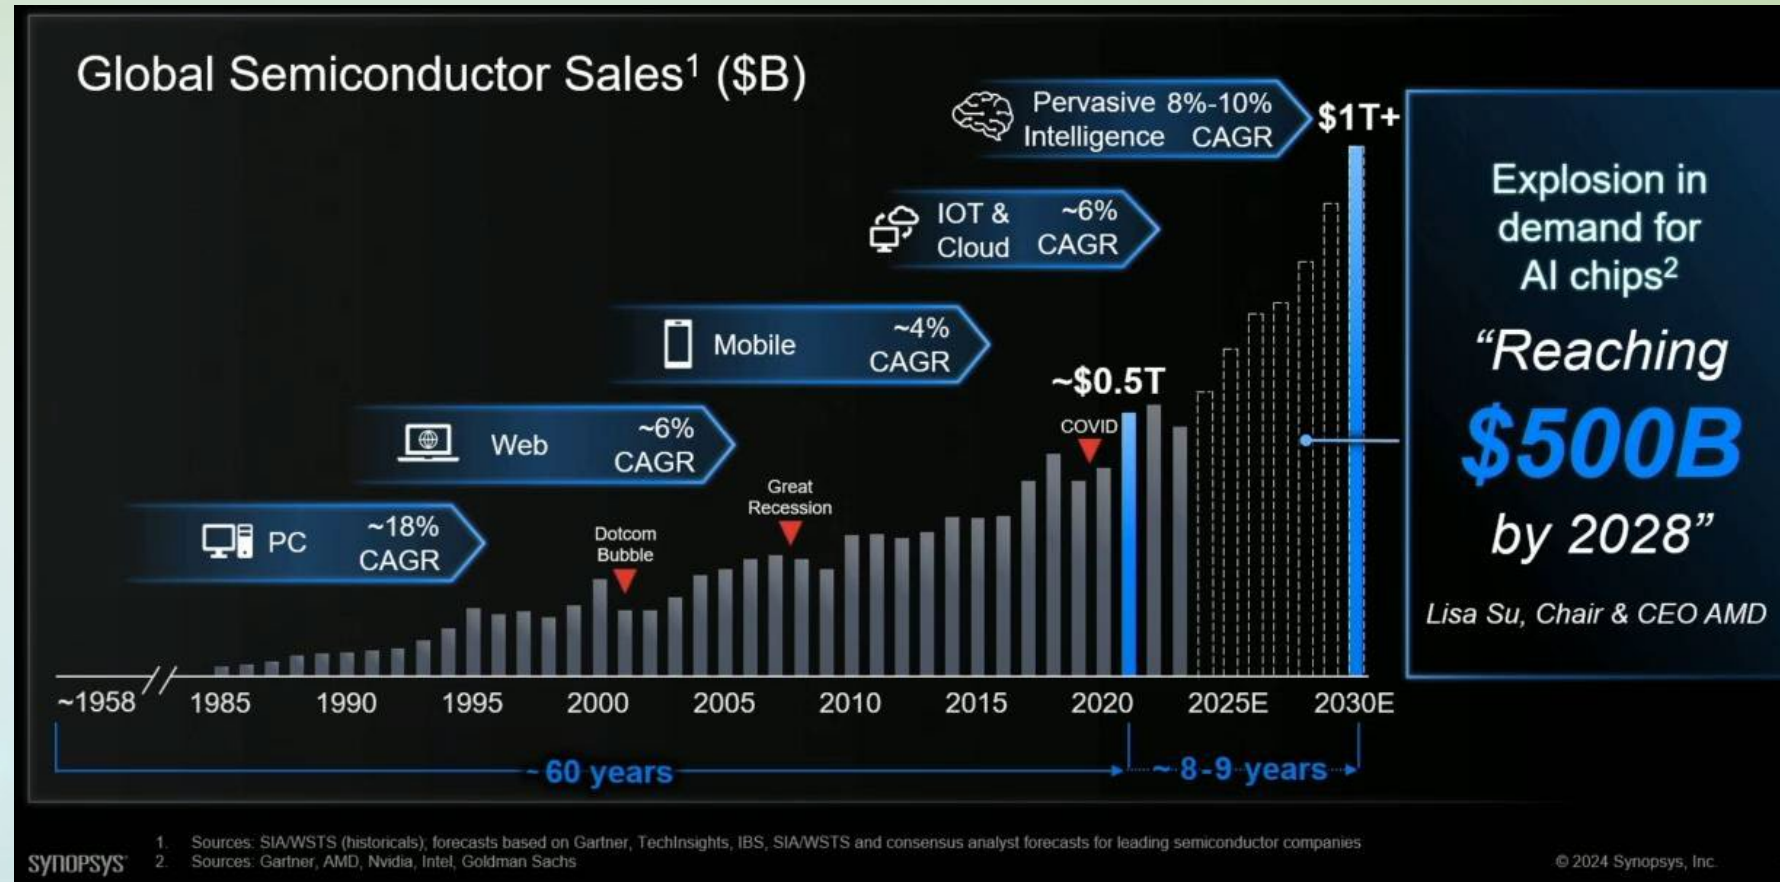 Global Semiconductor Sales¹ ($B)
Pervasive 8%-10%
Intelligence CAGR
$1T+
IOT & ~6%
Cloud CAGR
Mobile ~4%
CAGR
~$0.5T
COVID
Web ~6%
CAGR
Great
Recession
PC ~18%
CAGR
Dotcom
Bubble
~1958 1985 1990 1995 2000 2005 2010 2015 2020 2025E 2030E
~ 60 years
~ 8-9 years
Explosion in
demand for
AI chips²
“Reaching
$500B
by 2028”
Lisa Su, Chair & CEO AMD
1. Sources: SIA/WSTS (historicals); forecasts based on Gartner, TechInsights, IBS, SIA/WSTS and consensus analyst forecasts for leading semiconductor companies
2. Sources: Gartner, AMD, Nvidia, Intel, Goldman Sachs
SYNOPSYS
© 2024 Synopsys, Inc.